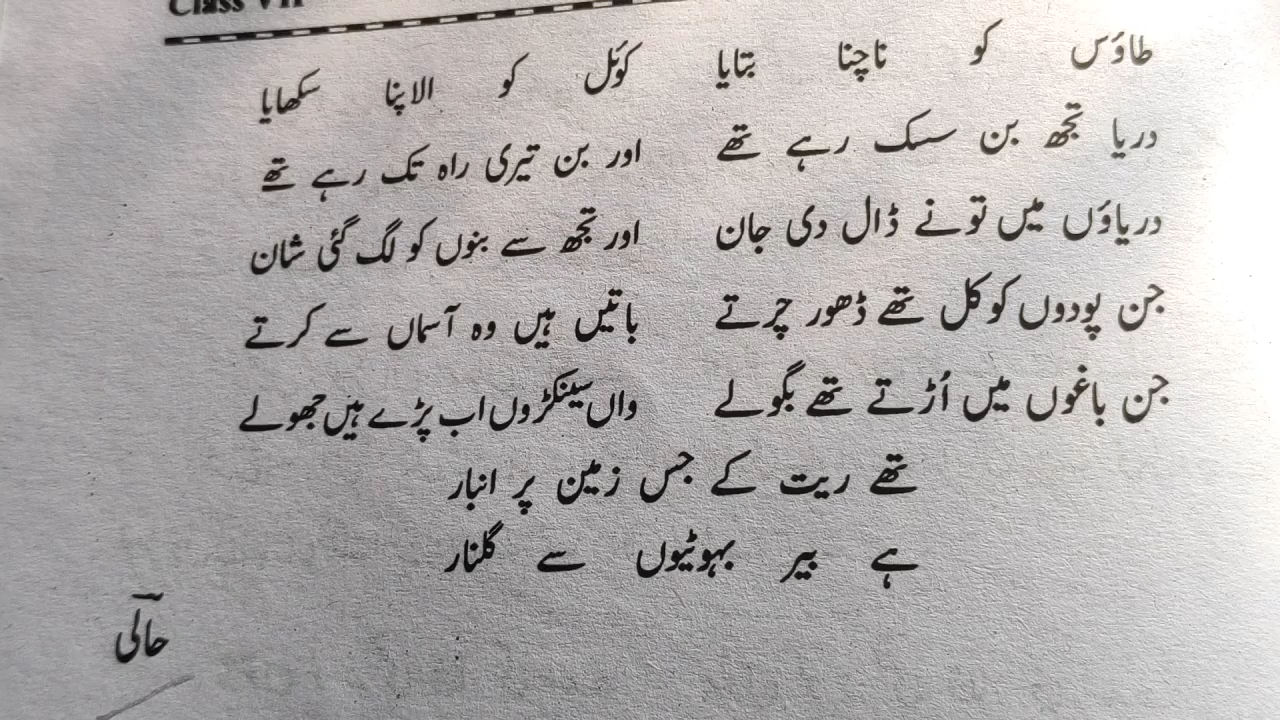 Class VII
طاؤس کو ناچنا بتایا کوئل کو الاپنا سکھایا
دریا تجھ بن سسک رہے تھے اور بن تیری راہ تک رہے تھے
دریاؤں میں تونے ڈال دی جان اور تجھ سے بنوں کو لگ گئی شان
جن پودوں کو کل تھے ڈھور چرتے باتیں ہیں وہ آسماں سے کرتے
جن باغوں میں اُڑتے تھے بگولے واں سینکڑوں اب پڑے ہیں جھولے
تھے ریت کے جس زمین پر انبار
ہے بیر بہوٹیوں سے گلنار
حالی